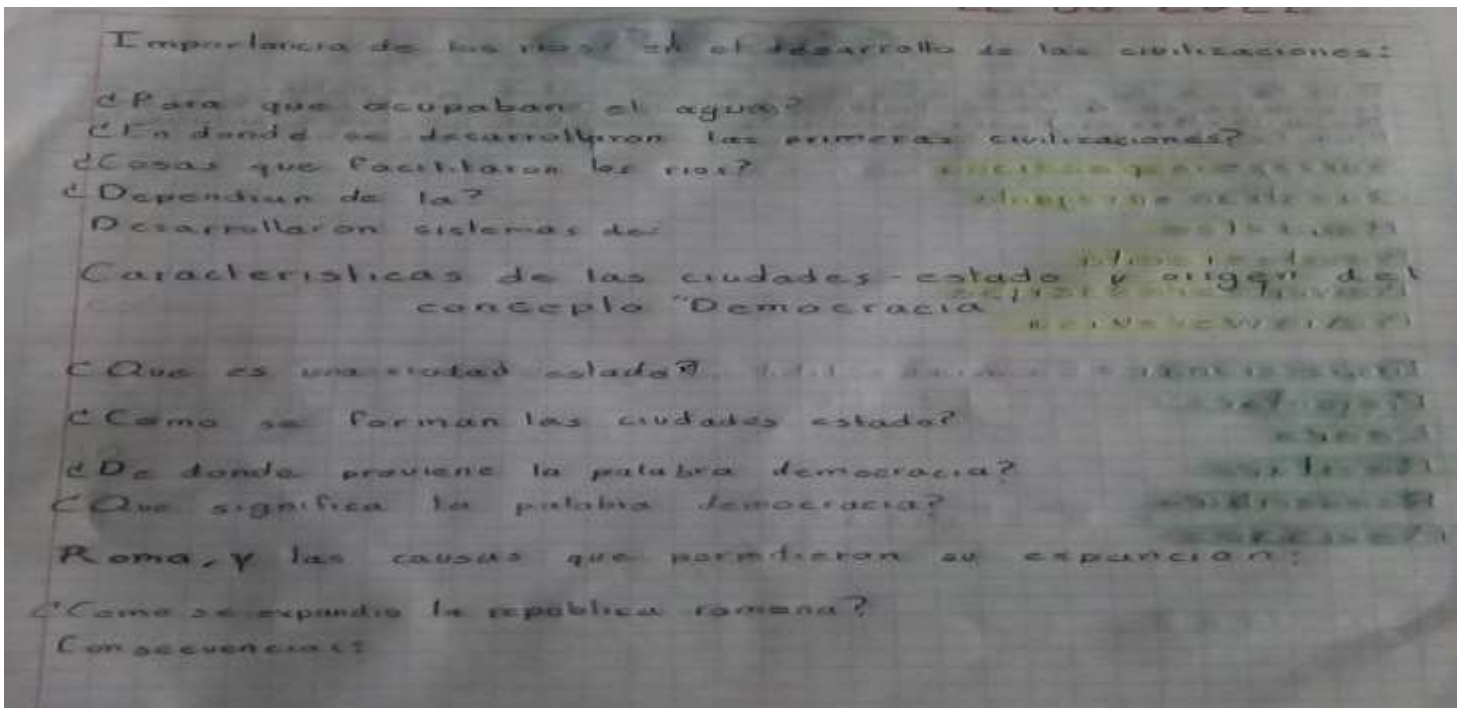 Importancia de los rios en el desarrollo de las civilizaciones:
¿Para que ocupaban el agua?
¿En donde se desarrollaron las primeras civilizaciones?
¿Cosas que facilitaron los rios?
¿Dependian de la?
Desarrollaron sistemas de:
Caracteristicas de las ciudades-estado y origen del
concepto "Democracia"
¿Que es una ciudad estado?
¿Como se forman las ciudades estado?
¿De donde proviene la palabra democracia?
¿Que significa la palabra democracia?
Roma, y las causas que permitieron su expancion:
¿Como se expandio la republica romana?
Consecuencias: